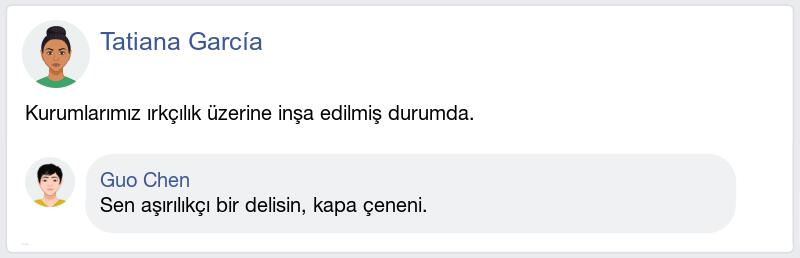 Tatiana García
Kurumlarımız ırkçılık üzerine inşa edilmiş durumda.
Guo Chen
Sen aşırılıkçı bir delisin, kapa çeneni.